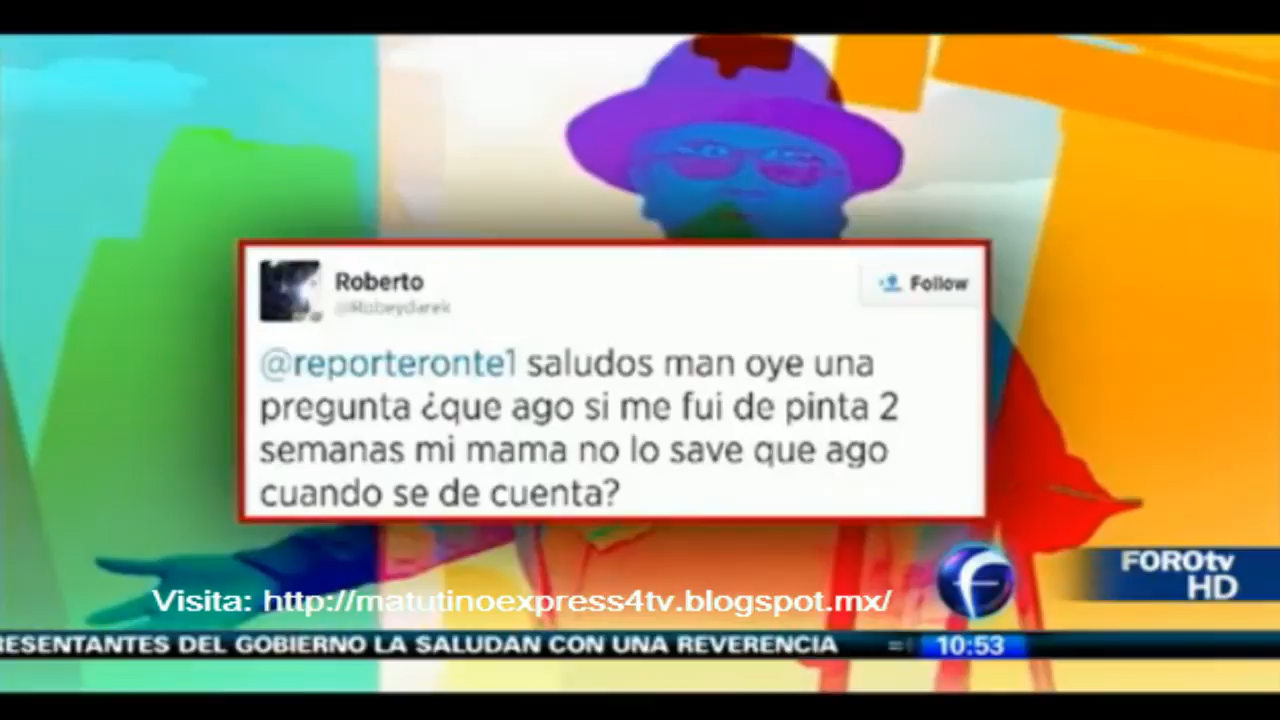 Roberto
@Robeydarek
Follow
@reporteronte1 saludos man oye una
pregunta ¿que ago si me fui de pinta 2
semanas mi mama no lo save que ago
cuando se de cuenta?
FOROtv
HD
Visita: http://matutinoexpress4tv.blogspot.mx/
RESENTANTES DEL GOBIERNO LA SALUDAN CON UNA REVERENCIA
10:53